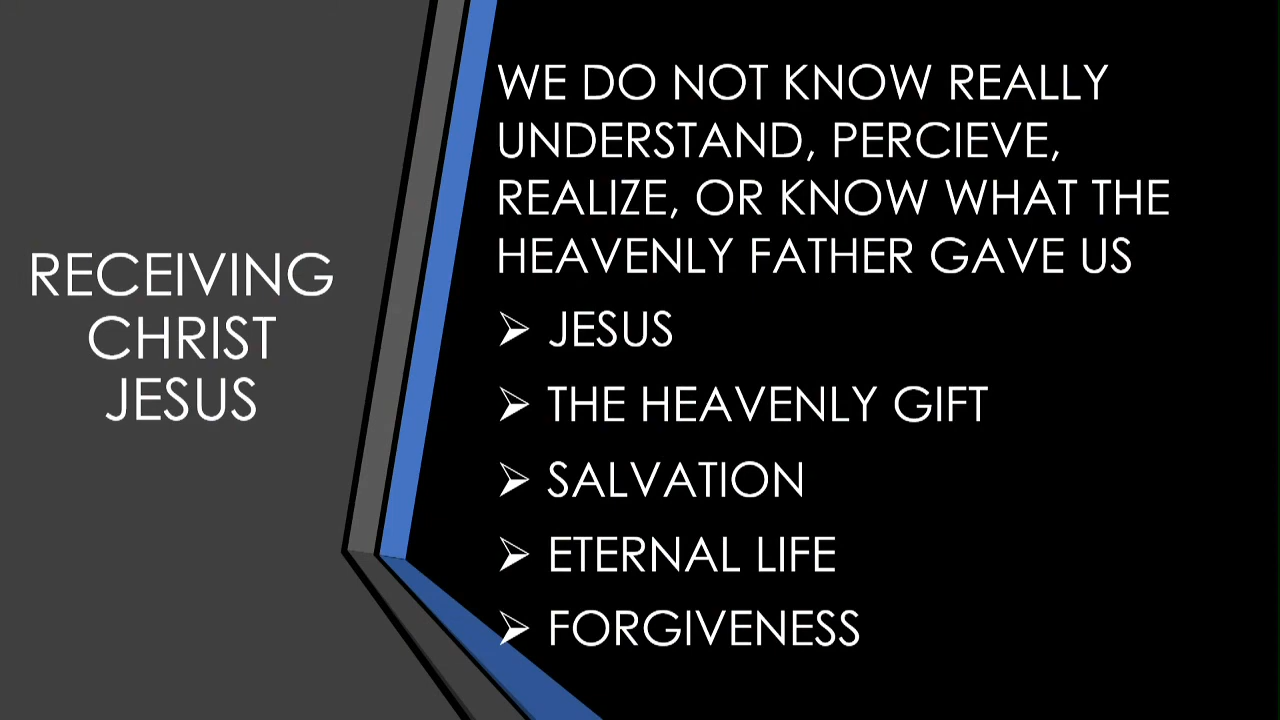 RECEIVING
CHRIST
JESUS
WE DO NOT KNOW REALLY
UNDERSTAND, PERCIEVE,
REALIZE, OR KNOW WHAT THE
HEAVENLY FATHER GAVE US
➢ JESUS
➢ THE HEAVENLY GIFT
➢ SALVATION
➢ ETERNAL LIFE
➢ FORGIVENESS